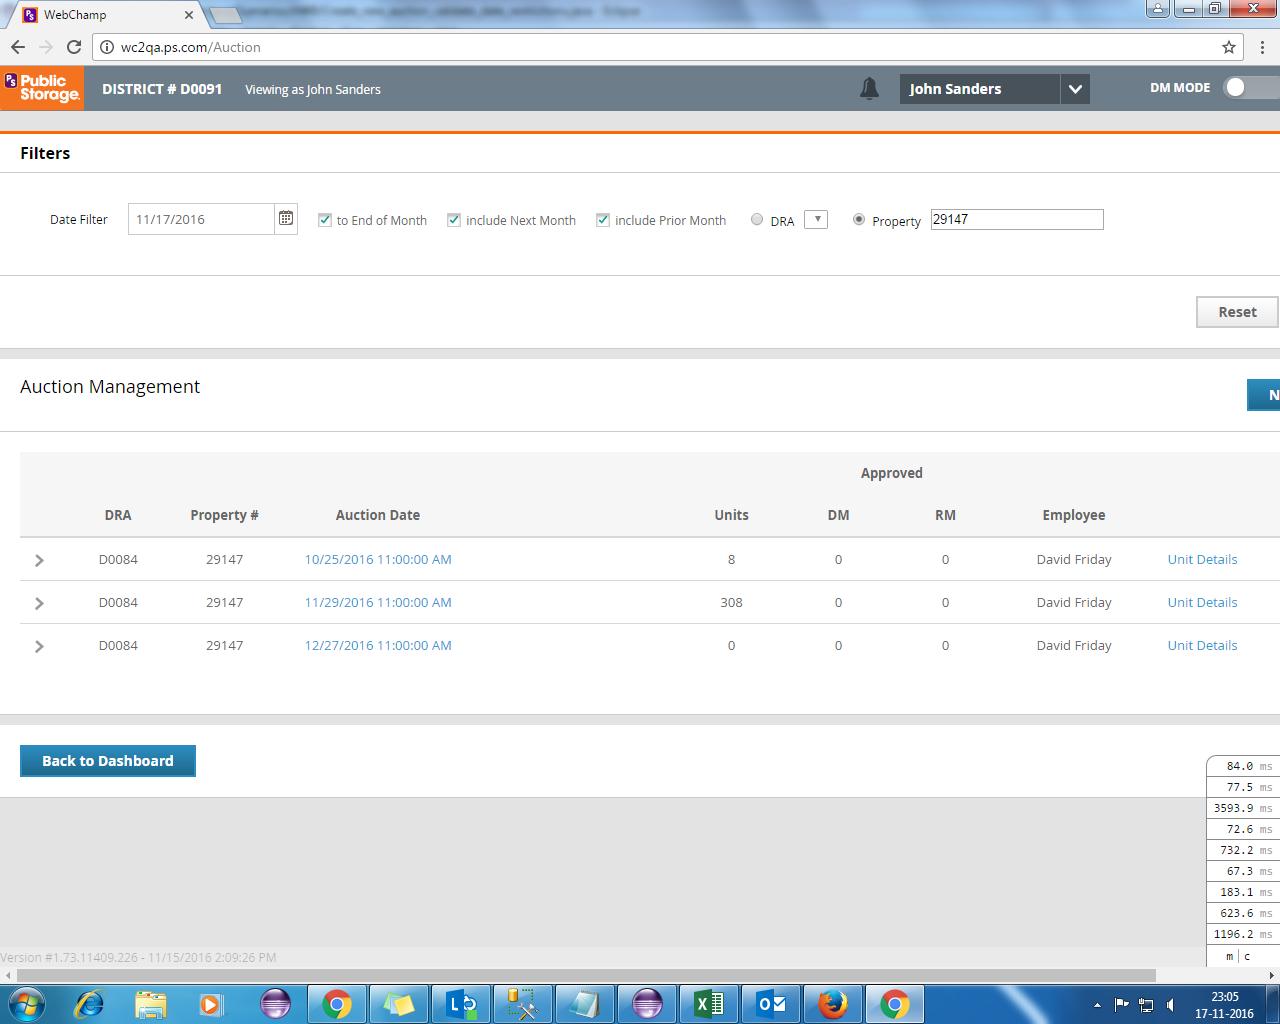 WebChamp
wc2qa.ps.com/Auction
PS Public Storage.
DISTRICT # D0091
Viewing as John Sanders
John Sanders
DM MODE
Filters
Date Filter
11/17/2016
to End of Month
include Next Month
include Prior Month
DRA
Property
29147
Reset
Auction Management
N
Approved
DRA Property # Auction Date Units DM RM Employee
D0084 29147 10/25/2016 11:00:00 AM 8 0 0 David Friday Unit Details
D0084 29147 11/29/2016 11:00:00 AM 308 0 0 David Friday Unit Details
D0084 29147 12/27/2016 11:00:00 AM 0 0 0 David Friday Unit Details
Back to Dashboard
84.0 ms
77.5 ms
3593.9 ms
72.6 ms
732.2 ms
67.3 ms
183.1 ms
623.6 ms
1196.2 ms
m | c
Version #1.73.11409.226 - 11/15/2016 2:09:26 PM
23:05
17-11-2016